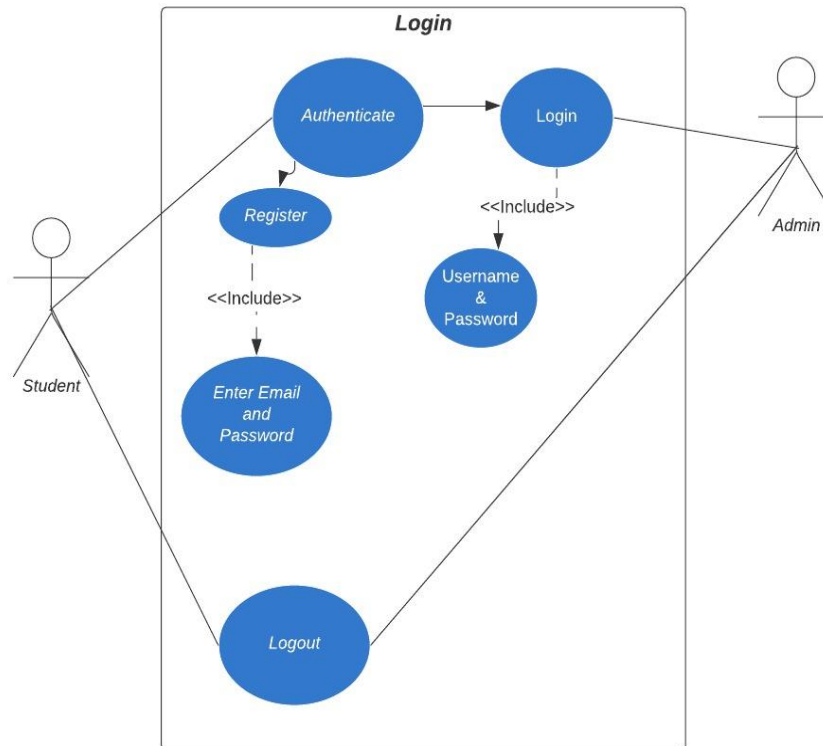 Login
Authenticate
Login
Register
<<Include>>
Admin
Username
&
Password
<<Include>>
Student
Enter Email
and
Password
Logout